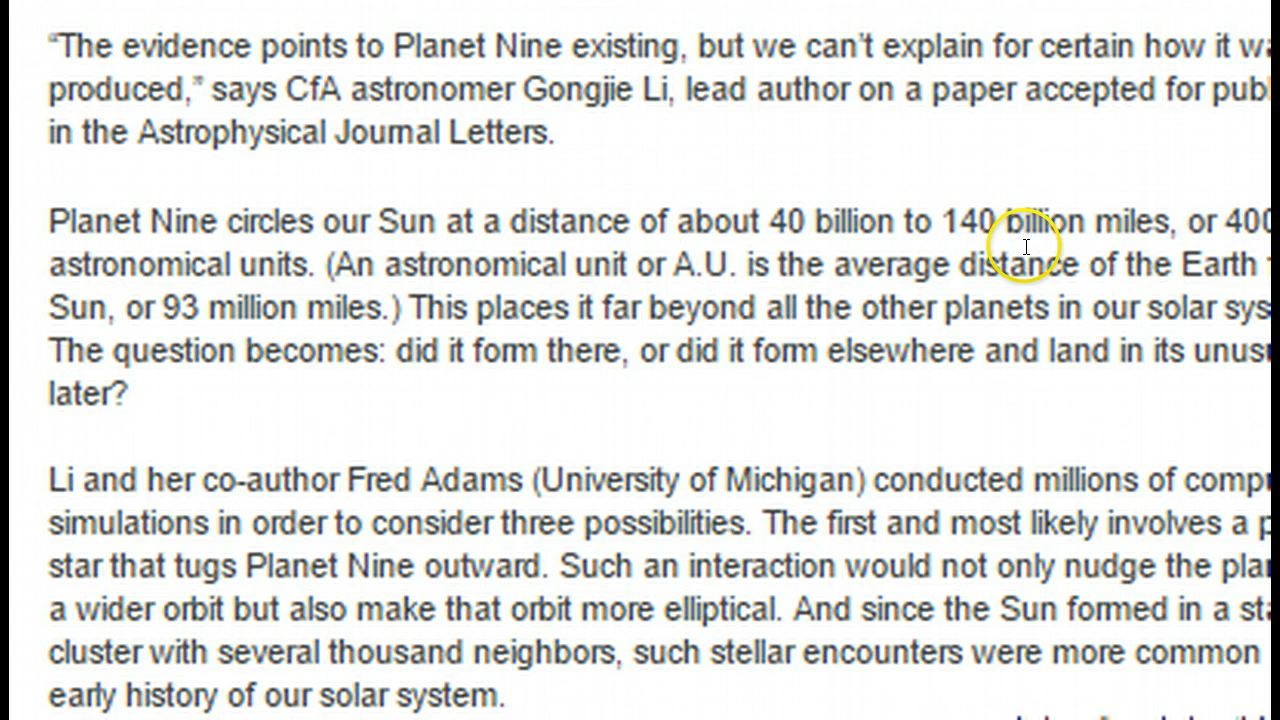 “The evidence points to Planet Nine existing, but we can’t explain for certain how it
produced,” says CfA astronomer Gongjie Li, lead author on a paper accepted for
in the Astrophysical Journal Letters.
Planet Nine circles our Sun at a distance of about 40 billion to 140 billion miles, or
astronomical units. (An astronomical unit or A.U. is the average distance of the Earth
Sun, or 93 million miles.) This places it far beyond all the other planets in our solar
The question becomes: did it form there, or did it form elsewhere and land in its
later?
Li and her co-author Fred Adams (University of Michigan) conducted millions of
simulations in order to consider three possibilities. The first and most likely involves a
star that tugs Planet Nine outward. Such an interaction would not only nudge the
a wider orbit but also make that orbit more elliptical. And since the Sun formed in a
cluster with several thousand neighbors, such stellar encounters were more common
early history of our solar system.